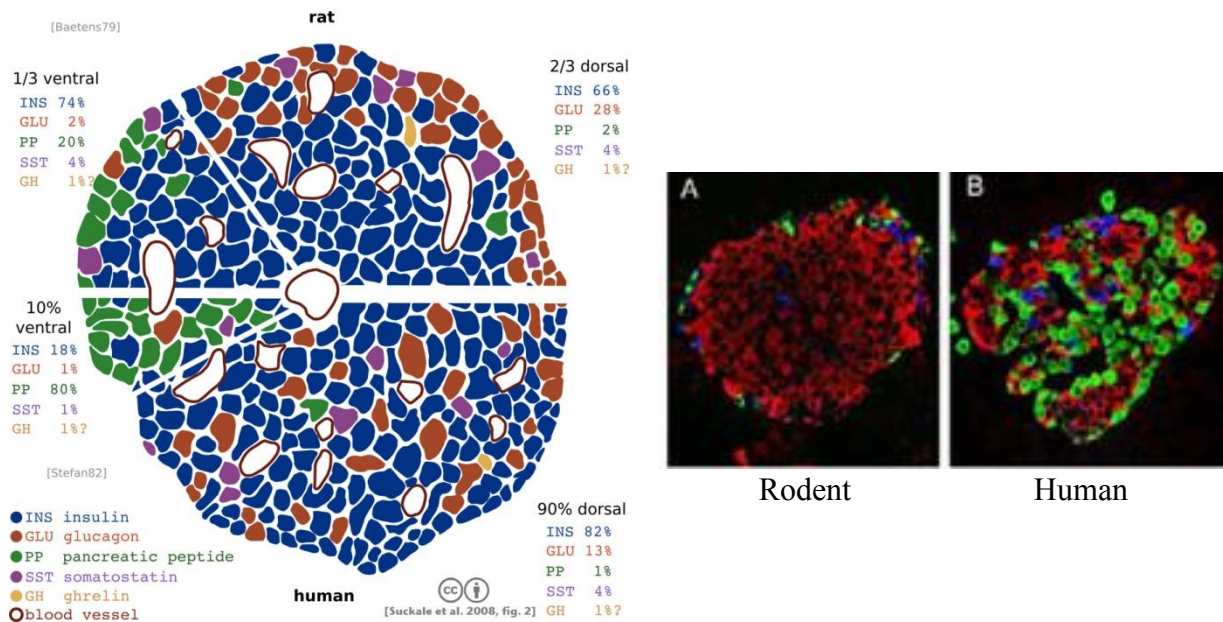 rat
[Baetens79]
1/3 ventral
INS 74%
GLU 2%
PP 20%
SST 4%
GH 1%?
2/3 dorsal
INS 66%
GLU 28%
PP 2%
SST 4%
GH 1%?
10%
ventral
INS 18%
GLU 1%
PP 80%
SST 1%
GH 1%?
[Stefan82]
INS insulin
GLU glucagon
PP pancreatic peptide
SST somatostatin
GH ghrelin
blood vessel
human
cc
[Suckale et al. 2008, fig. 2]
90% dorsal
INS 82%
GLU 13%
PP 1%
SST 4%
GH 1%?
A
B
Rodent
Human